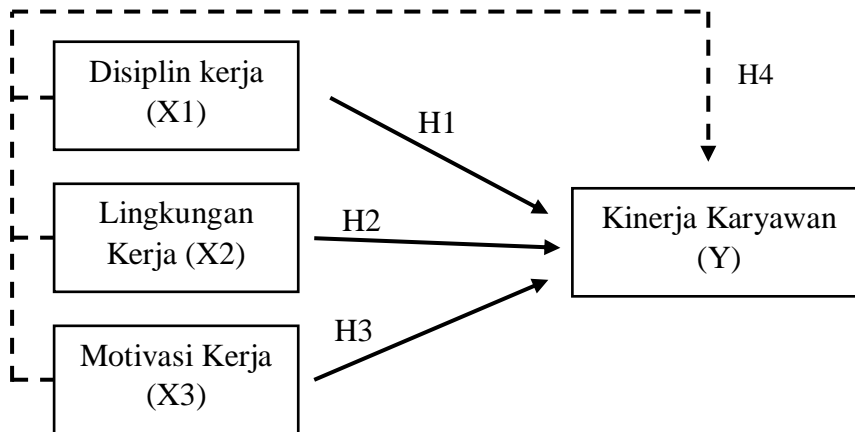 Disiplin kerja
(X1)
H1
H4
Lingkungan
Kerja (X2)
H2
Kinerja Karyawan
(Y)
H3
Motivasi Kerja
(X3)